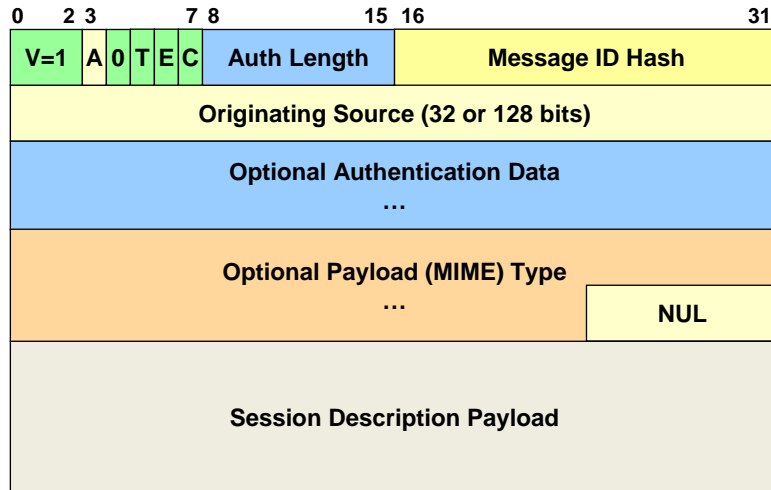 0 2 3 7 8 15 16 31
V=1 A 0 T E C Auth Length Message ID Hash
Originating Source (32 or 128 bits)
Optional Authentication Data
…
Optional Payload (MIME) Type
…
NUL
Session Description Payload